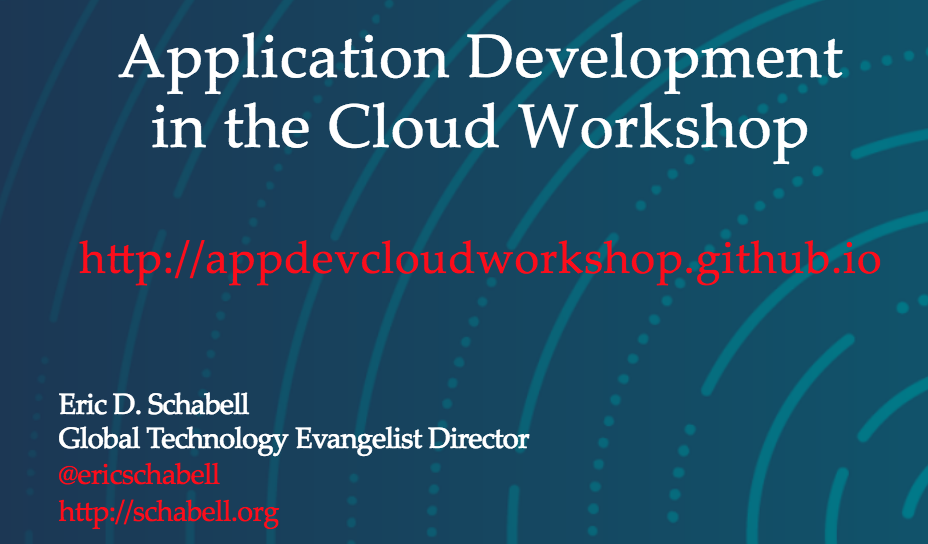 Application Development
in the Cloud Workshop
http://appdevcloudworkshop.github.io
Eric D. Schabell
Global Technology Evangelist Director
@ericschabell
http://schabell.org